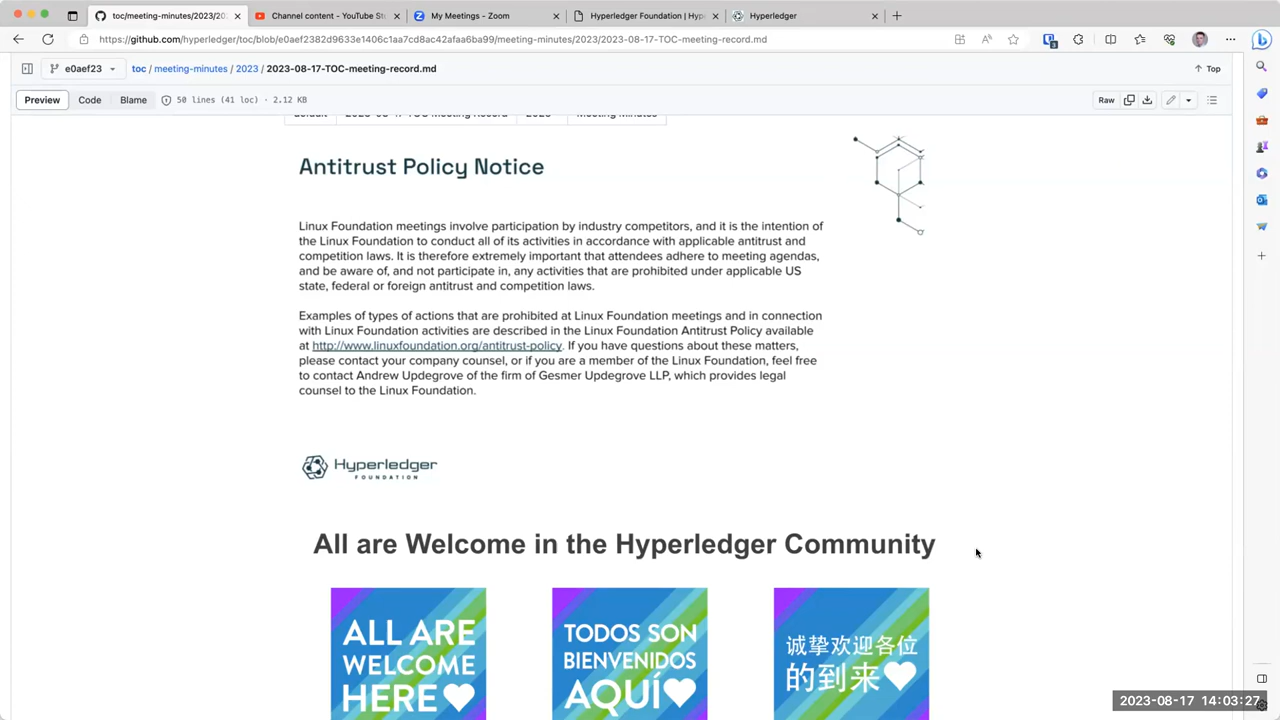 toc/meeting-minutes/2023/20
Channel content - YouTube St
My Meetings - Zoom
Hyperledger Foundation | Hyp
Hyperledger
https://github.com/hyperledger/toc/blob/e0aef2382d9633e1406c1aa7cd8ac42afaa6ba99/meeting-minutes/2023/2023-08-17-TOC-meeting-record.md
e0aef23
toc / meeting-minutes / 2023 / 2023-08-17-TOC-meeting-record.md
Top
Preview
Code
Blame
50 lines (41 loc) · 2.12 KB
Raw
Antitrust Policy Notice
Linux Foundation meetings involve participation by industry competitors, and it is the intention of
the Linux Foundation to conduct all of its activities in accordance with applicable antitrust and
competition laws. It is therefore extremely important that attendees adhere to meeting agendas,
and be aware of, and not participate in, any activities that are prohibited under applicable US
state, federal or foreign antitrust and competition laws.
Examples of types of actions that are prohibited at Linux Foundation meetings and in connection
with Linux Foundation activities are described in the Linux Foundation Antitrust Policy available
at http://www.linuxfoundation.org/antitrust-policy. If you have questions about these matters,
please contact your company counsel, or if you are a member of the Linux Foundation, feel free
to contact Andrew Updegrove of the firm of Gesmer Updegrove LLP, which provides legal
counsel to the Linux Foundation.
Hyperledger
FOUNDATION
All are Welcome in the Hyperledger Community
ALL ARE
WELCOME
HERE
TODOS SON
BIENVENIDOS
AQUÍ
诚挚欢迎各位
的到来
2023-08-17 14:03:27